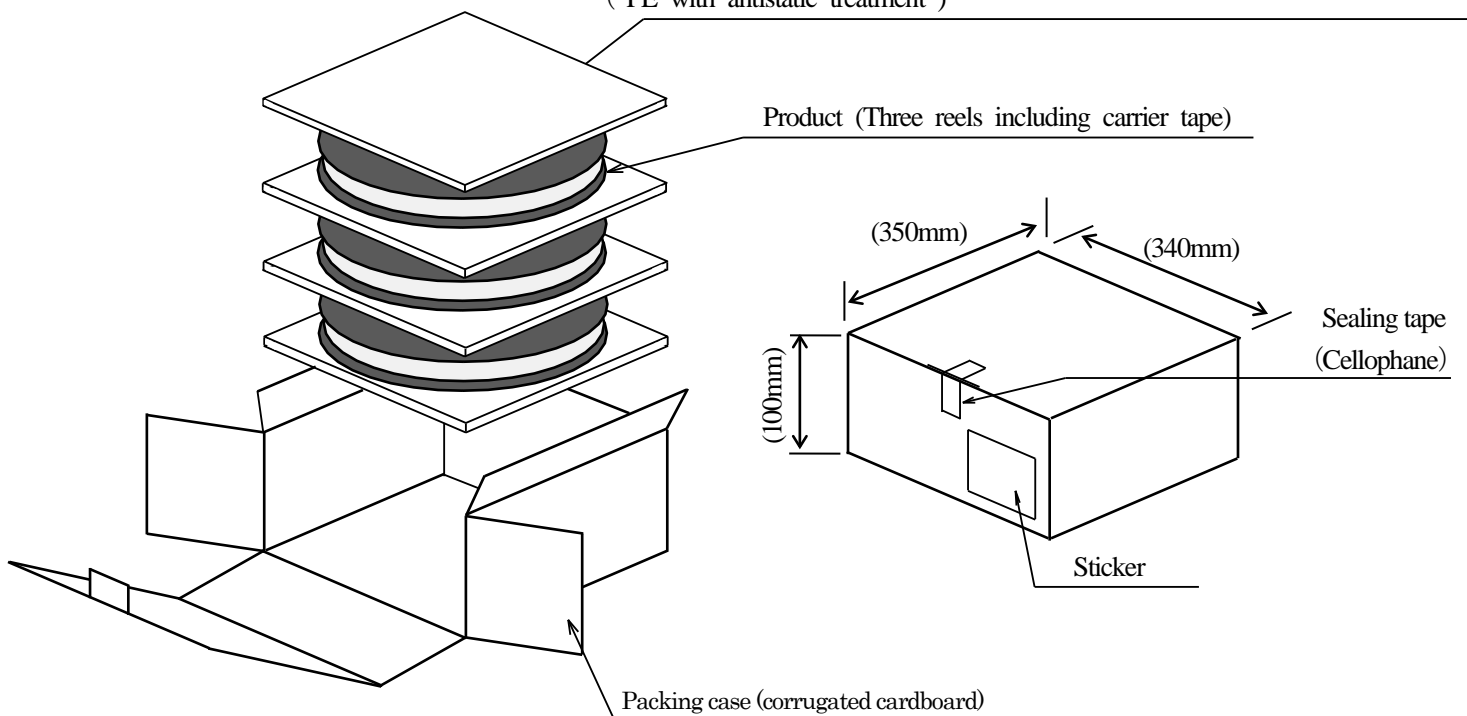 ( PE with antistatic treatment )
Product (Three reels including carrier tape)
(350mm)
(340mm)
Sealing tape
(Cellophane)
(100mm)
Sticker
Packing case (corrugated cardboard)